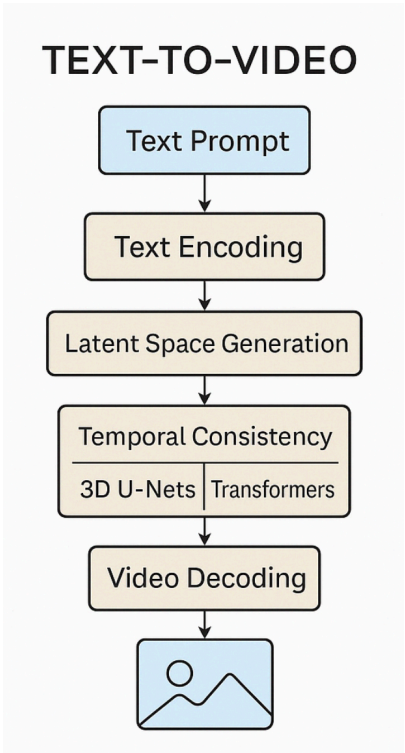 TEXT-TO-VIDEO
Text Prompt
Text Encoding
Latent Space Generation
Temporal Consistency
3D U-Nets
Transformers
Video Decoding